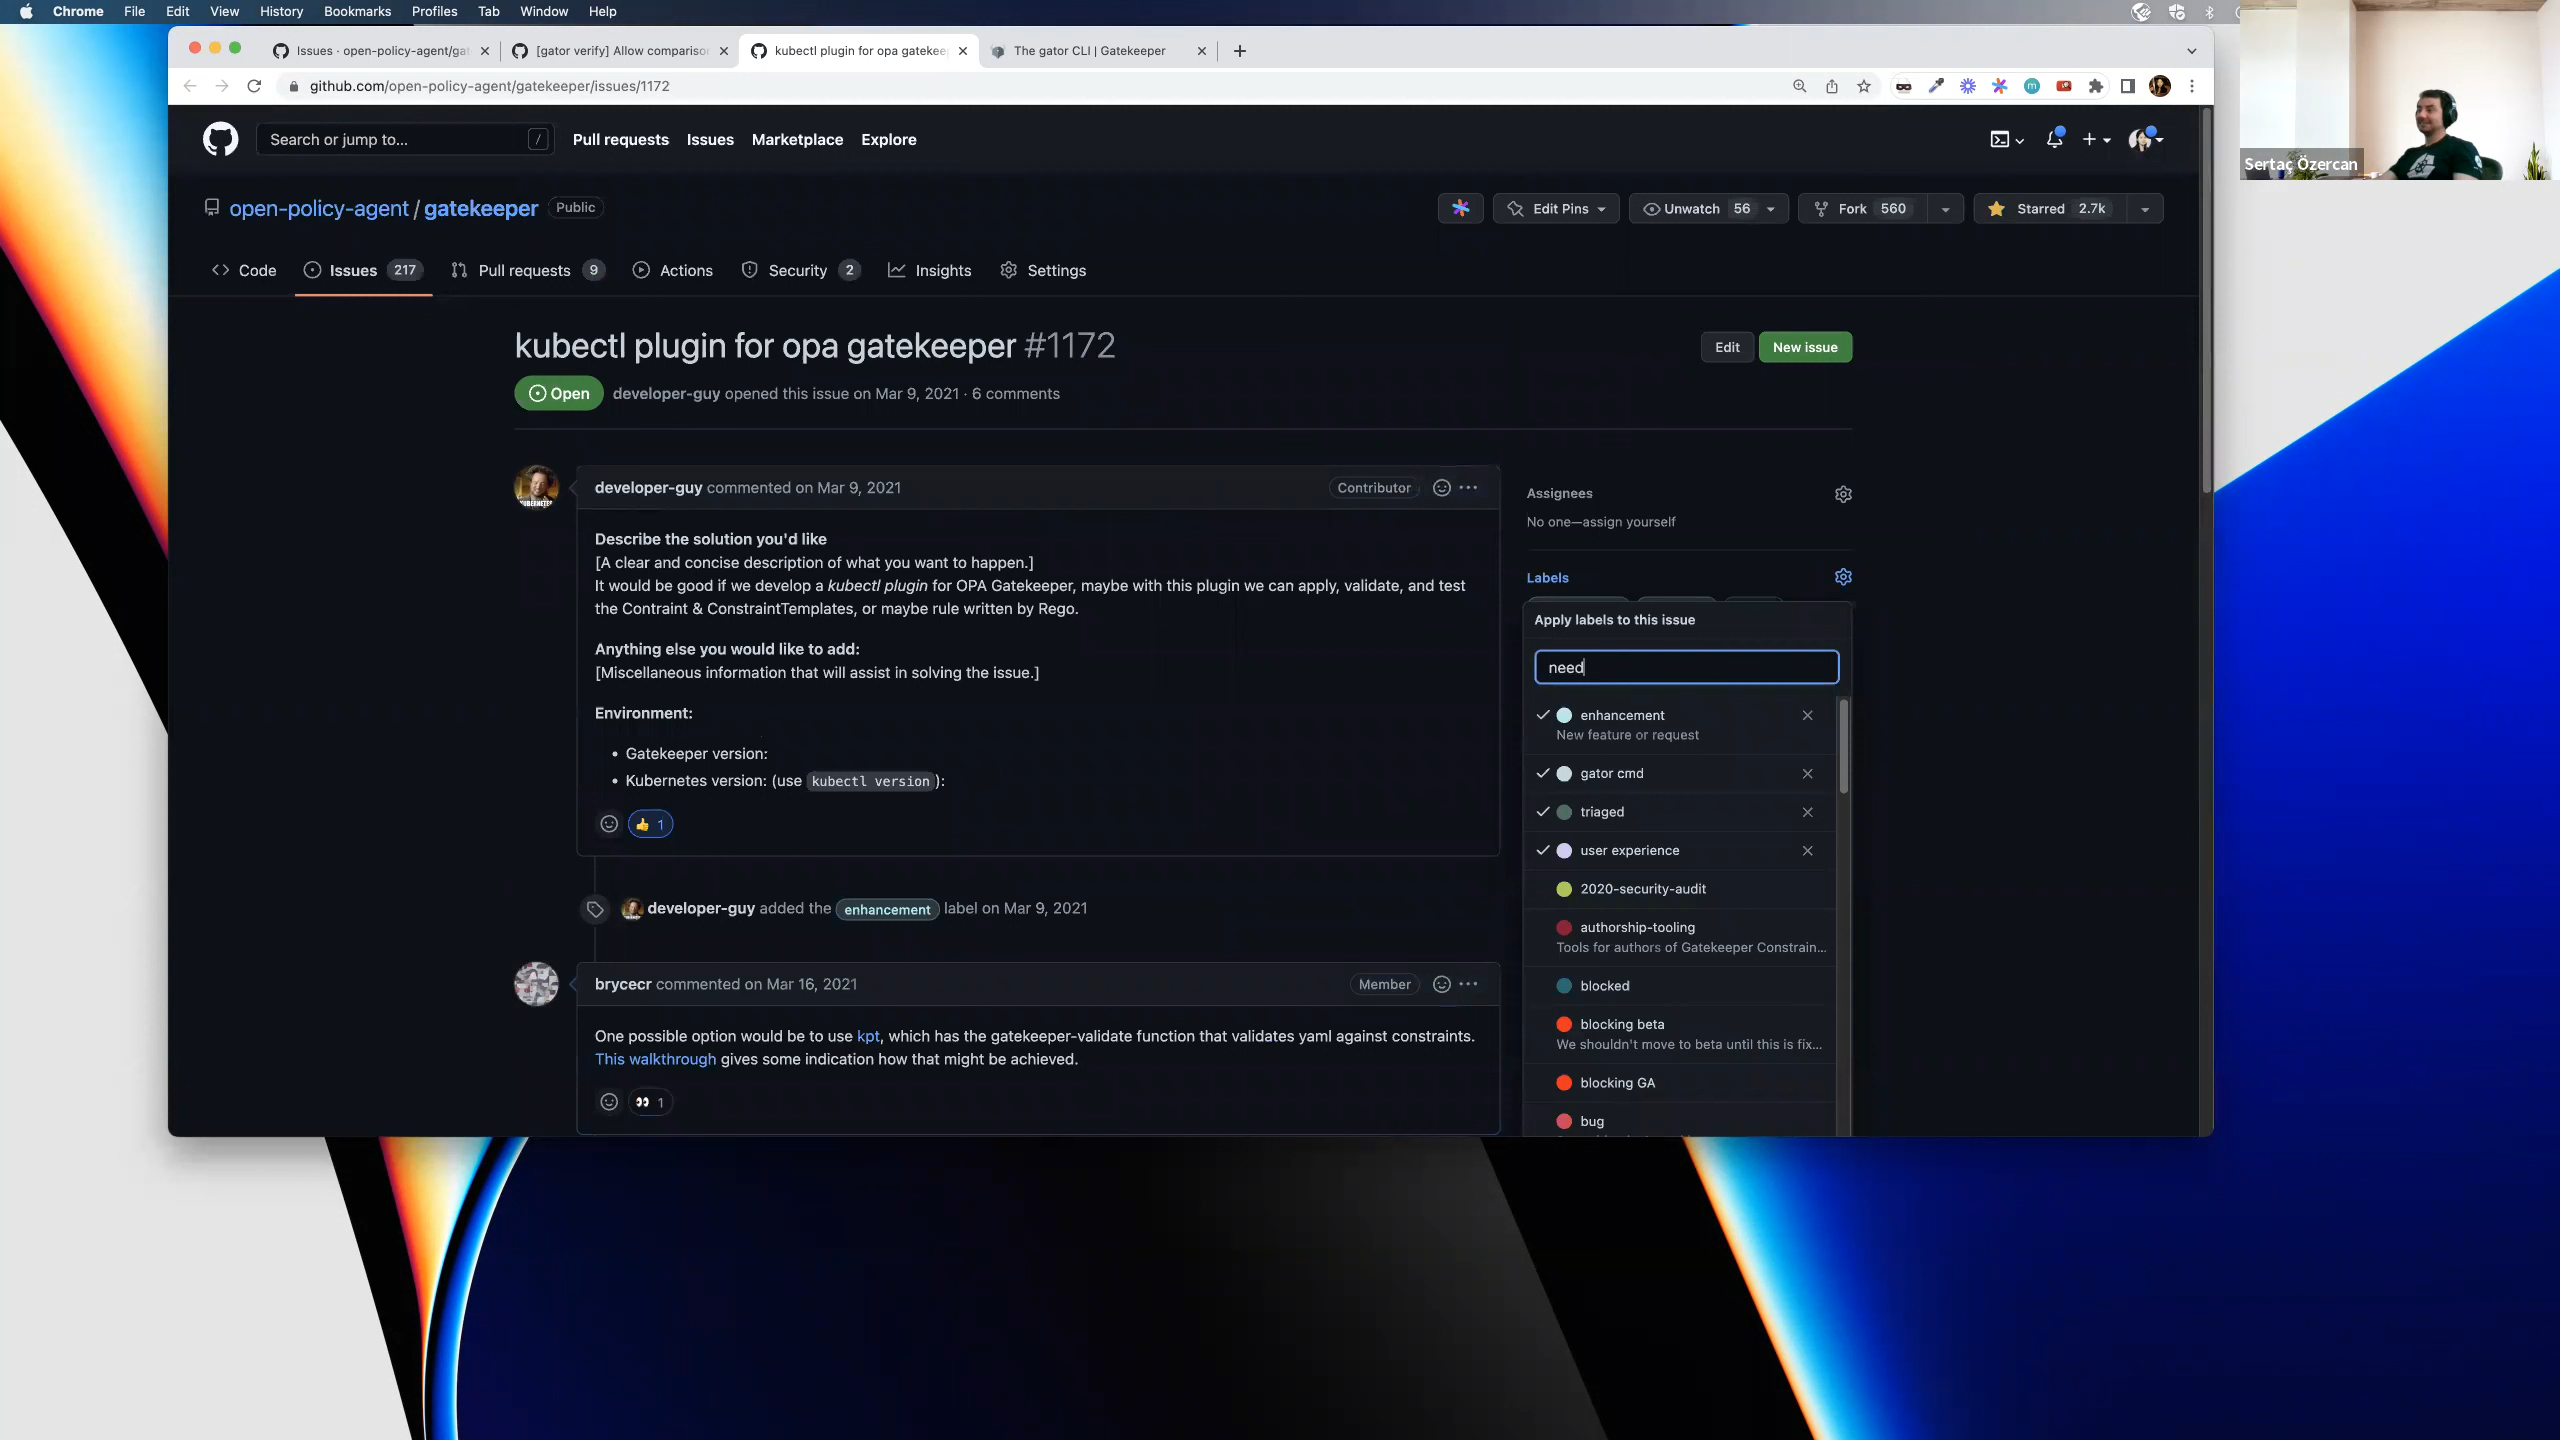 Chrome File Edit View History Bookmarks Profiles Tab Window Help
Issues · open-policy-agent/gat
[gator verify] Allow comparison
kubectl plugin for opa gatekeep
The gator CLI | Gatekeeper
github.com/open-policy-agent/gatekeeper/issues/1172
Sertaç Özercan
Search or jump to... /
Pull requests Issues Marketplace Explore
open-policy-agent / gatekeeper Public
Edit Pins Unwatch 56 Fork 560 Starred 2.7k
Code Issues 217 Pull requests 9 Actions Security 2 Insights Settings
kubectl plugin for opa gatekeeper #1172
Edit New issue
Open developer-guy opened this issue on Mar 9, 2021 · 6 comments
developer-guy commented on Mar 9, 2021 Contributor
Describe the solution you'd like
[A clear and concise description of what you want to happen.]
It would be good if we develop a kubectl plugin for OPA Gatekeeper, maybe with this plugin we can apply, validate, and test
the Contraint & ConstraintTemplates, or maybe rule written by Rego.
Anything else you would like to add:
[Miscellaneous information that will assist in solving the issue.]
Environment:
• Gatekeeper version:
• Kubernetes version: (use kubectl version ):
👍 1
developer-guy added the enhancement label on Mar 9, 2021
brycecr commented on Mar 16, 2021 Member
One possible option would be to use kpt, which has the gatekeeper-validate function that validates yaml against constraints.
This walkthrough gives some indication how that might be achieved.
👀 1
Assignees
No one—assign yourself
Labels
Apply labels to this issue
need
enhancement
New feature or request
gator cmd
triaged
user experience
2020-security-audit
authorship-tooling
Tools for authors of Gatekeeper Constrain...
blocked
blocking beta
We shouldn't move to beta until this is fix...
blocking GA
bug